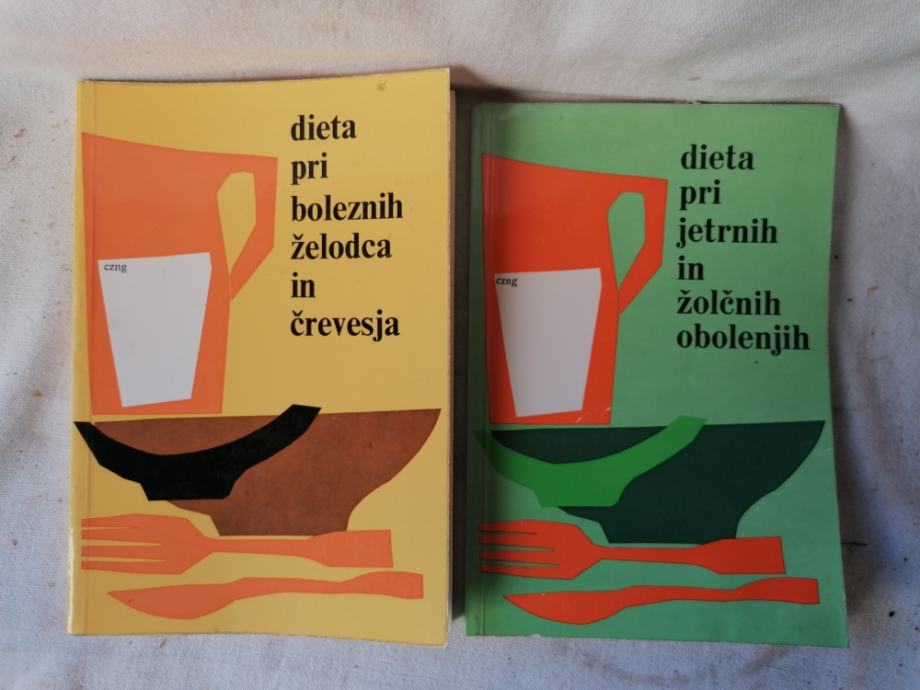 dieta
pri
boleznih
želodca
in
črevesja
czng
dieta
pri
jetrnih
in
žolčnih
obolenjih
czng